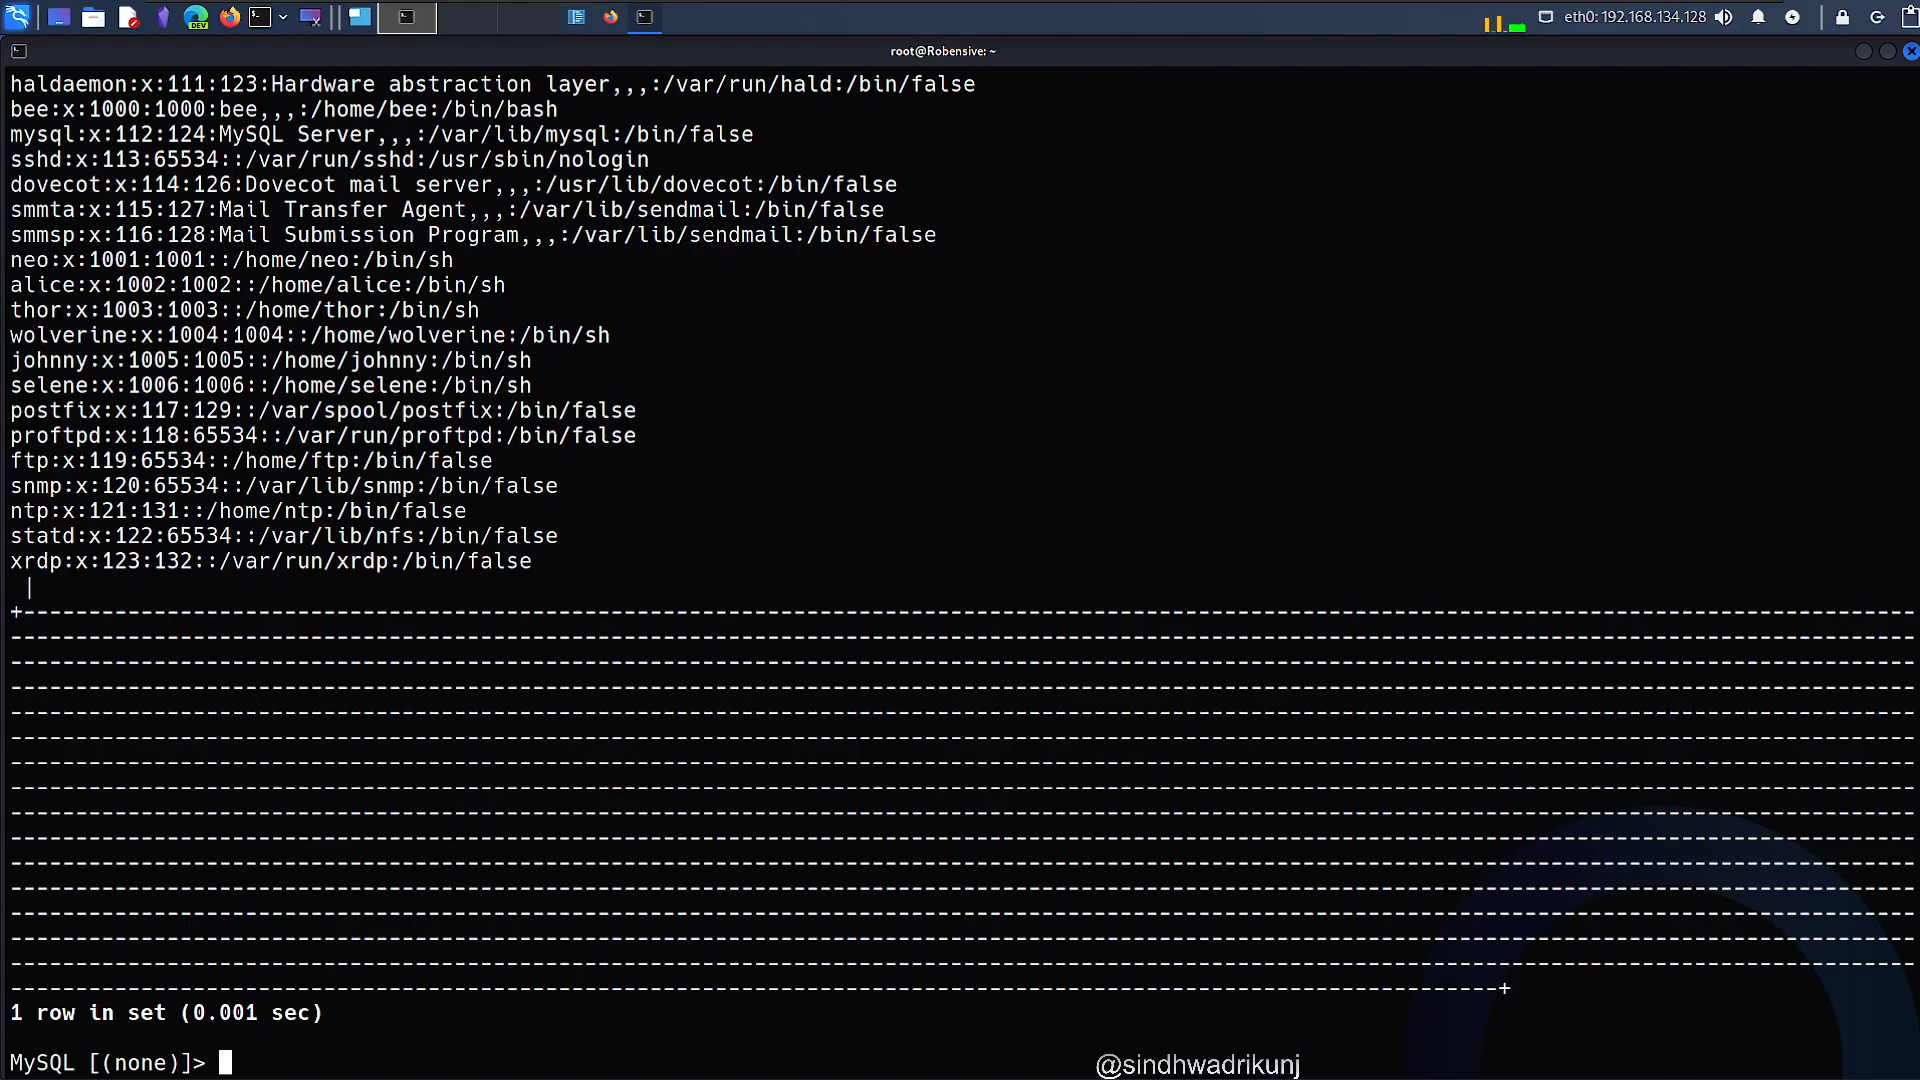 DEV
eth0: 192.168.134.128
root@Robensive: ~
haldaemon:x:111:123:Hardware abstraction layer,,,:/var/run/hald:/bin/false
bee:x:1000:1000:bee,,,:/home/bee:/bin/bash
mysql:x:112:124:MySQL Server,,,:/var/lib/mysql:/bin/false
sshd:x:113:65534::/var/run/sshd:/usr/sbin/nologin
dovecot:x:114:126:Dovecot mail server,,,:/usr/lib/dovecot:/bin/false
smmta:x:115:127:Mail Transfer Agent,,,:/var/lib/sendmail:/bin/false
smmsp:x:116:128:Mail Submission Program,,,:/var/lib/sendmail:/bin/false
neo:x:1001:1001::/home/neo:/bin/sh
alice:x:1002:1002::/home/alice:/bin/sh
thor:x:1003:1003::/home/thor:/bin/sh
wolverine:x:1004:1004::/home/wolverine:/bin/sh
johnny:x:1005:1005::/home/johnny:/bin/sh
selene:x:1006:1006::/home/selene:/bin/sh
postfix:x:117:129::/var/spool/postfix:/bin/false
proftpd:x:118:65534::/var/run/proftpd:/bin/false
ftp:x:119:65534::/home/ftp:/bin/false
snmp:x:120:65534::/var/lib/snmp:/bin/false
ntp:x:121:131::/home/ntp:/bin/false
statd:x:122:65534::/var/lib/nfs:/bin/false
xrdp:x:123:132::/var/run/xrdp:/bin/false
1 row in set (0.001 sec)
MySQL [(none)]>
@sindhwadrikunj